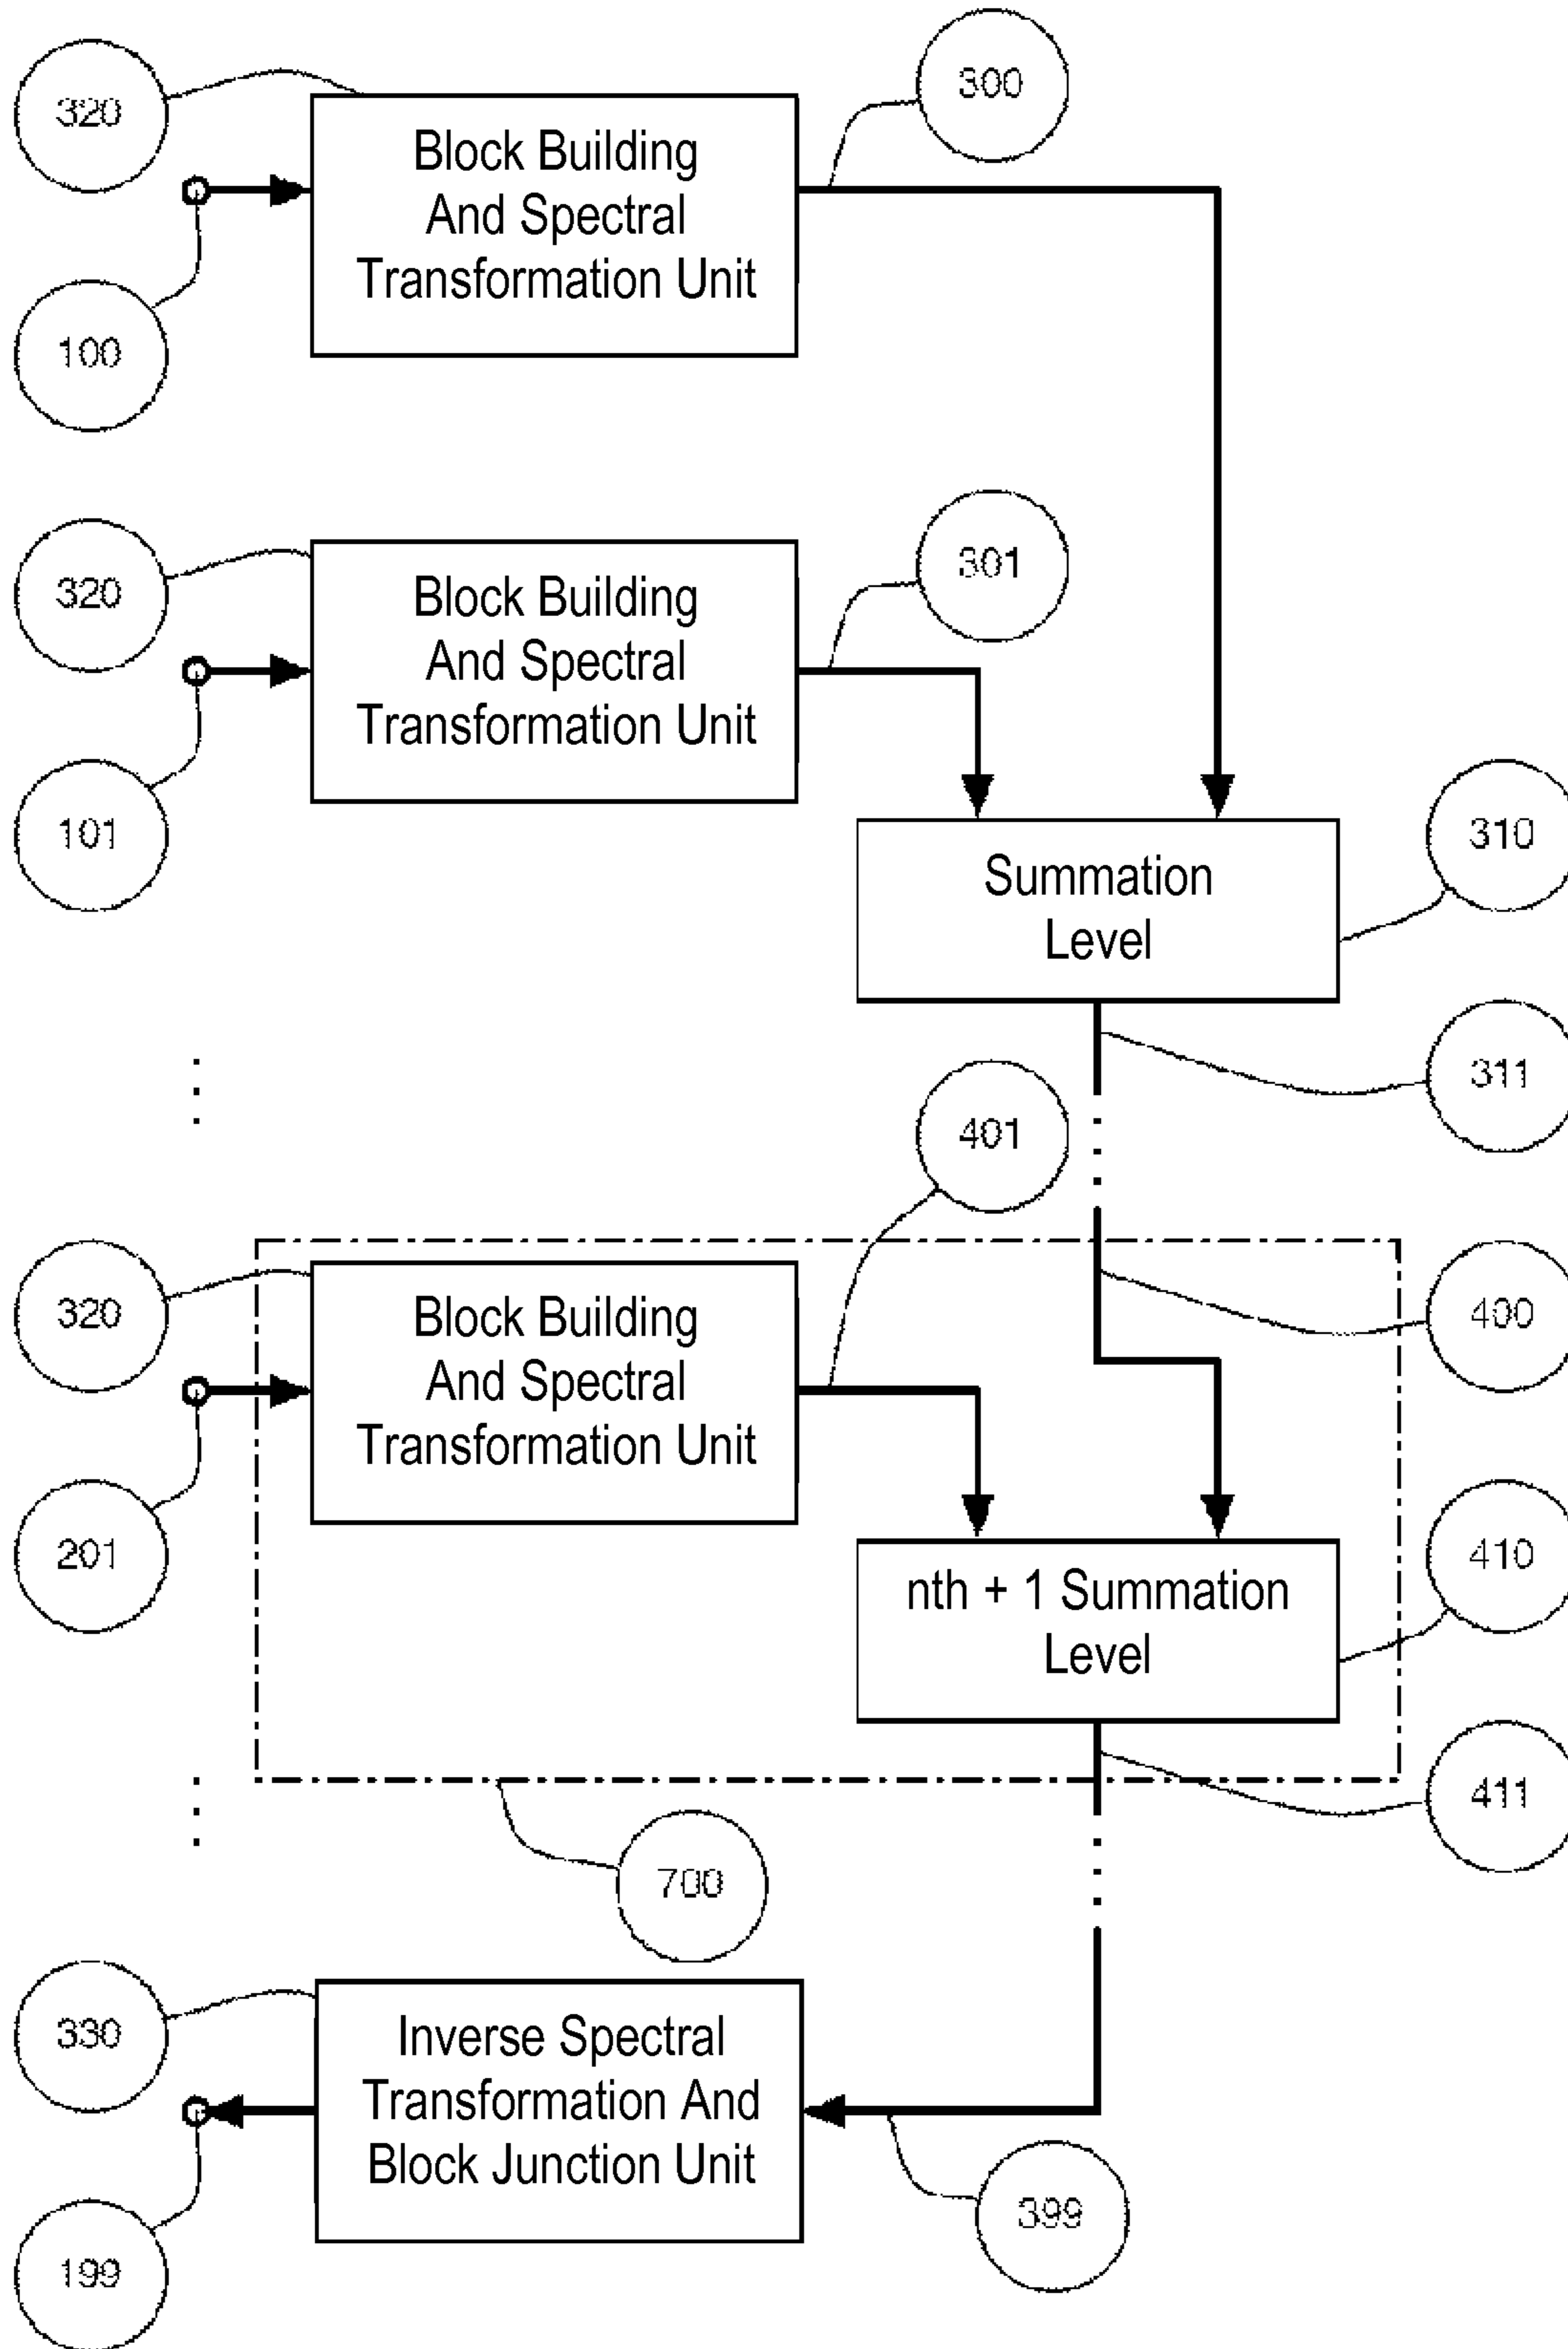 300
320
Block Building
And Spectral
Transformation Unit
100
301
320
Block Building
And Spectral
Transformation Unit
101
310
Summation
Level
311
401
320
Block Building
And Spectral
Transformation Unit
400
201
410
nth + 1 Summation
Level
411
700
330
Inverse Spectral
Transformation And
Block Junction Unit
399
199